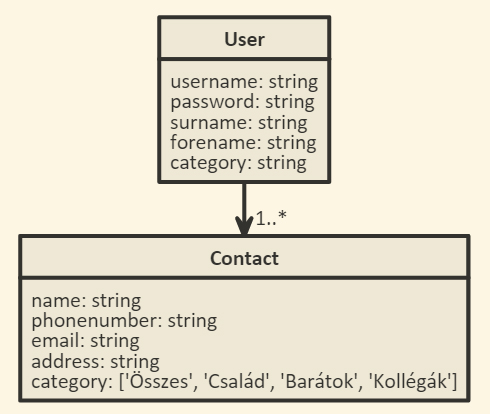 User
username: string
password: string
surname: string
forename: string
category: string
1..*
Contact
name: string
phonenumber: string
email: string
address: string
category: ['Összes', 'Család', 'Barátok', 'Kollégák']